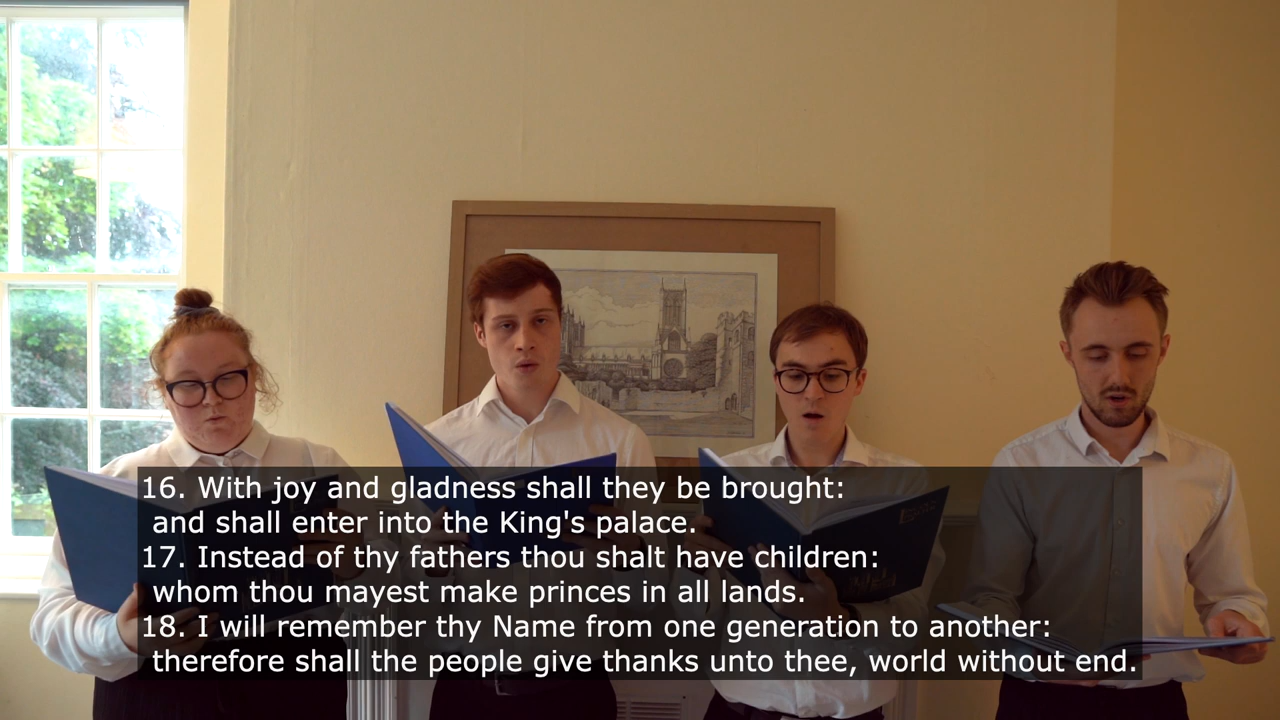 16. With joy and gladness shall they be brought:
and shall enter into the King's palace.
17. Instead of thy fathers thou shalt have children:
whom thou mayest make princes in all lands.
18. I will remember thy Name from one generation to another:
therefore shall the people give thanks unto thee, world without end.